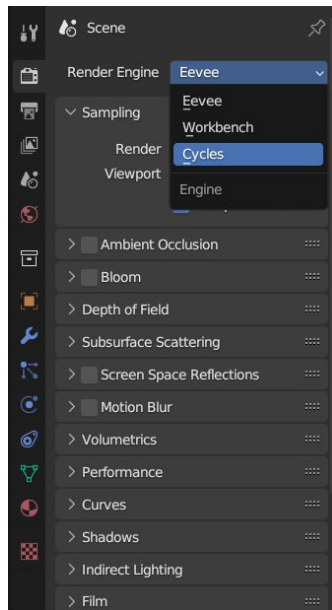 Scene
Render Engine Eevee
Eevee
Sampling
Workbench
Render
Cycles
Viewport
Engine
Ambient Occlusion
Bloom
Depth of Field
Subsurface Scattering
Screen Space Reflections
Motion Blur
Volumetrics
Performance
Curves
Shadows
Indirect Lighting
Film